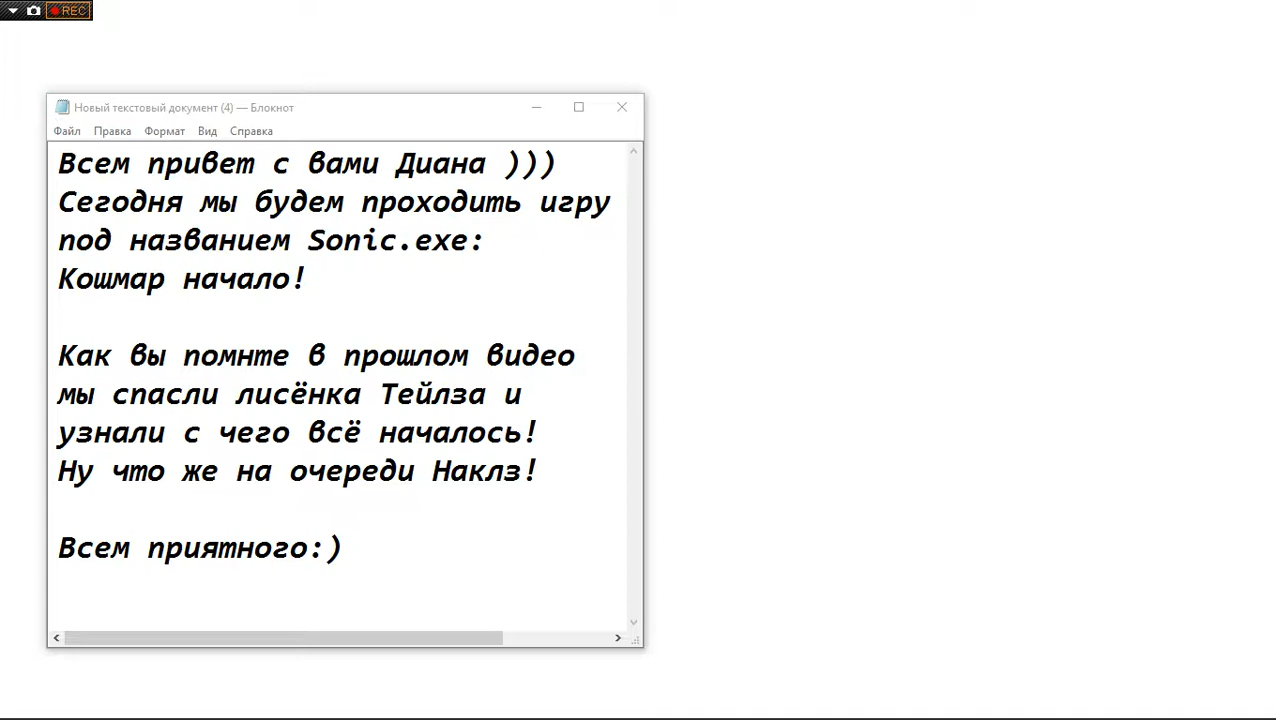 REC
Новый текстовый документ (4) — Блокнот
Файл Правка Формат Вид Справка
Всем привет с вами Диана )))
Сегодня мы будем проходить игру
под названием Sonic.exe:
Кошмар начало!
Как вы помнте в прошлом видео
мы спасли лисёнка Тейлза и
узнали с чего всё началось!
Ну что же на очереди Наклз!
Всем приятного:)